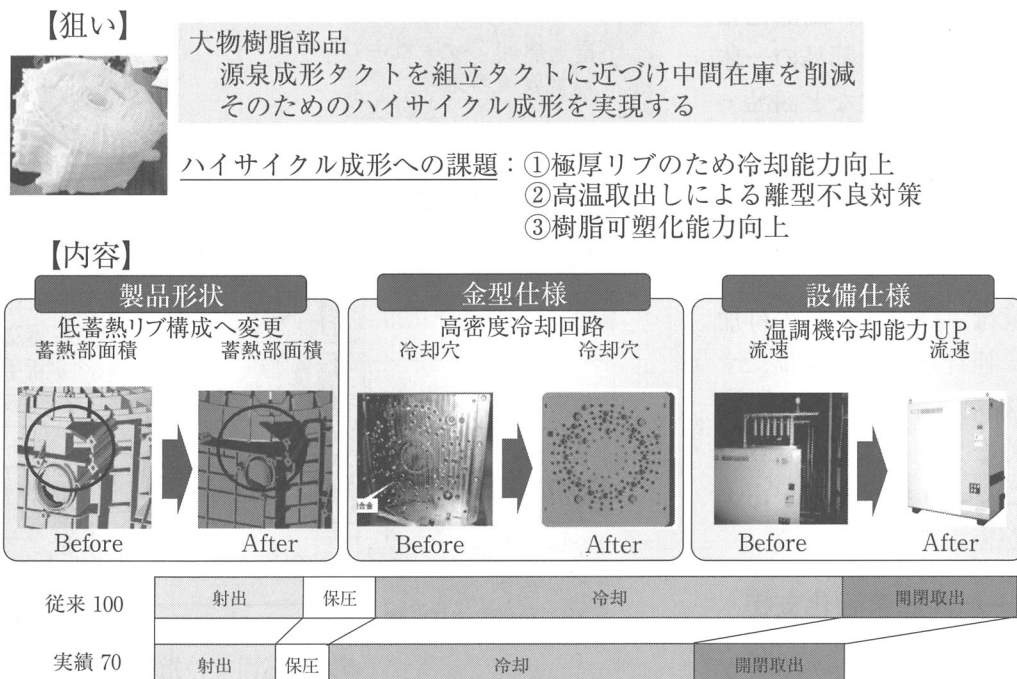 【狙い】
大物樹脂部品
源泉成形タクトを組立タクトに近づけ中間在庫を削減
そのためのハイサイクル成形を実現する
ハイサイクル成形への課題：①極厚リブのため冷却能力向上
②高温取出しによる離型不良対策
③樹脂可塑化能力向上
【内容】
製品形状
低蓄熱リブ構成へ変更
蓄熱部面積 蓄熱部面積
Before After
金型仕様
高密度冷却回路
冷却穴 冷却穴
合金
Before After
設備仕様
温調機冷却能力UP
流速 流速
Before After
従来 100 射出 保圧 冷却 開閉取出
実績 70 射出 保圧 冷却 開閉取出